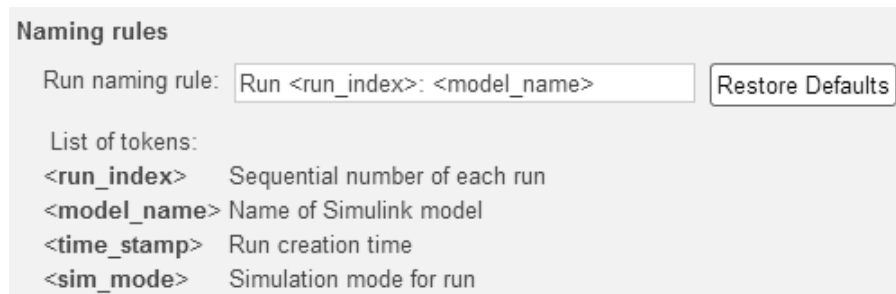 Naming rules
Run naming rule: Run <run_index>: <model_name> Restore Defaults
List of tokens:
<run_index> Sequential number of each run
<model_name> Name of Simulink model
<time_stamp> Run creation time
<sim_mode> Simulation mode for run